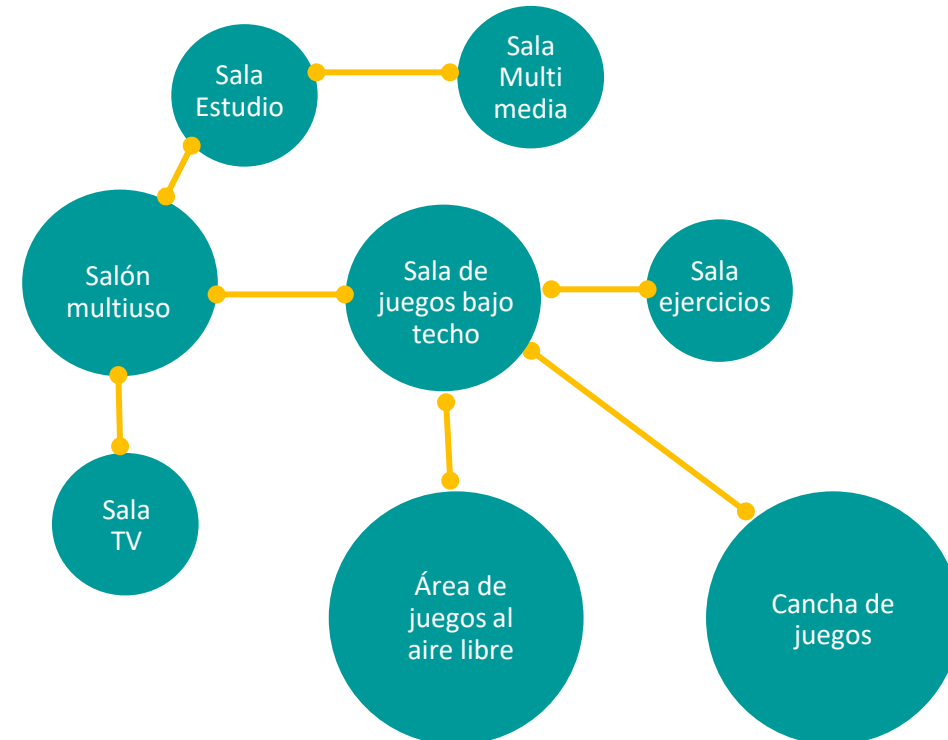 Sala
Estudio
Sala
Multi
media
Salón
multiuso
Sala de
juegos bajo
techo
Sala
ejercicios
Sala
TV
Área de
juegos al
aire libre
Cancha de
juegos